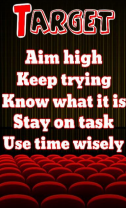 TARGET
Aim high
Keep trying
Know what it is
Stay on task
Use time wisely